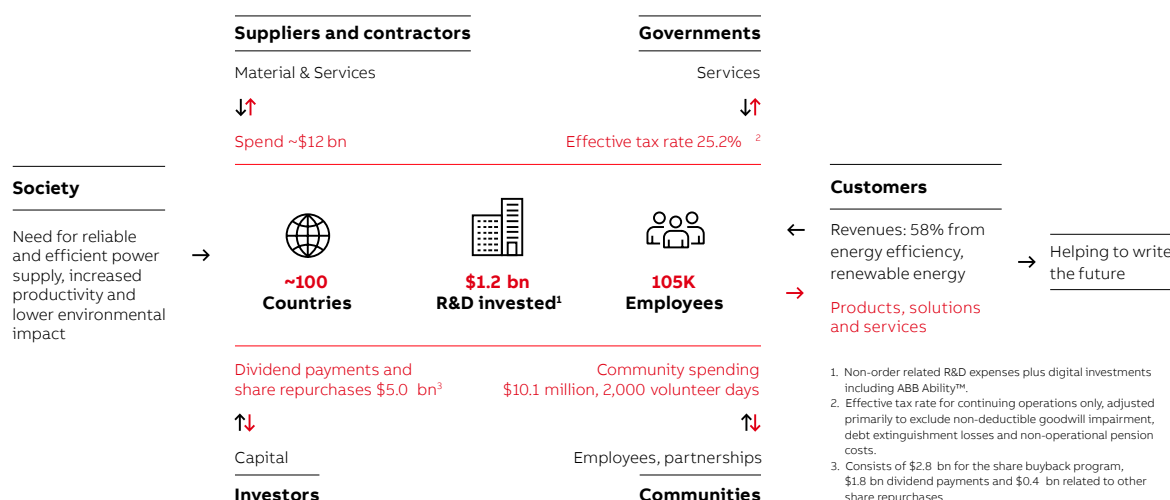 Suppliers and contractors
Governments
Material & Services
Services
Spend ~$12 bn
Effective tax rate 25.2% 2
Society
Need for reliable
and efficient power
supply, increased
productivity and
lower environmental
impact
~100
Countries
$1.2 bn
R&D invested1
105K
Employees
Customers
Revenues: 58% from
energy efficiency,
renewable energy
Products, solutions
and services
Helping to write
the future
Dividend payments and
share repurchases $5.0 bn3
Community spending
$10.1 million, 2,000 volunteer days
Capital
Employees, partnerships
Investors
Communities
1. Non-order related R&D expenses plus digital investments
including ABB Ability™.
2. Effective tax rate for continuing operations only, adjusted
primarily to exclude non-deductible goodwill impairment,
debt extinguishment losses and non-operational pension
costs.
3. Consists of $2.8 bn for the share buyback program,
$1.8 bn dividend payments and $0.4 bn related to other
share repurchases